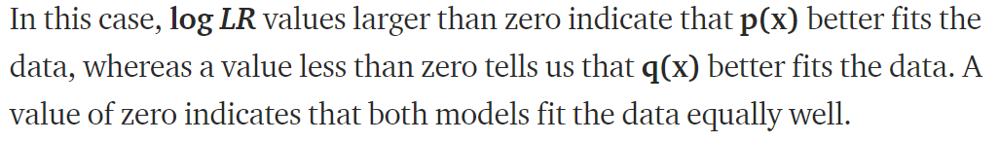 In this case, log LR values larger than zero indicate that p(x) better fits the
data, whereas a value less than zero tells us that q(x) better fits the data. A
value of zero indicates that both models fit the data equally well.